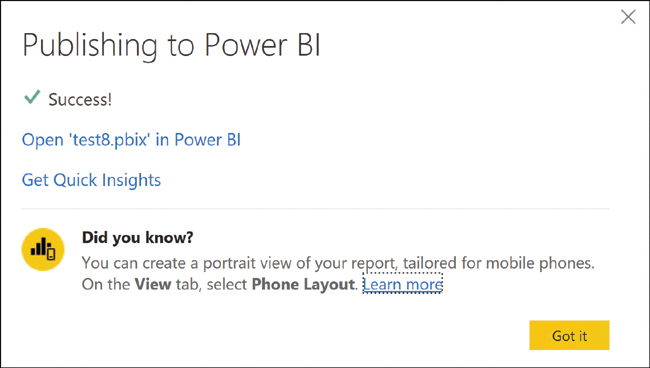 Publishing to Power BI
Success!
Open 'test8.pbix' in Power BI
Get Quick Insights
Did you know?
You can create a portrait view of your report, tailored for mobile phones.
On the View tab, select Phone Layout. Learn more
Got it